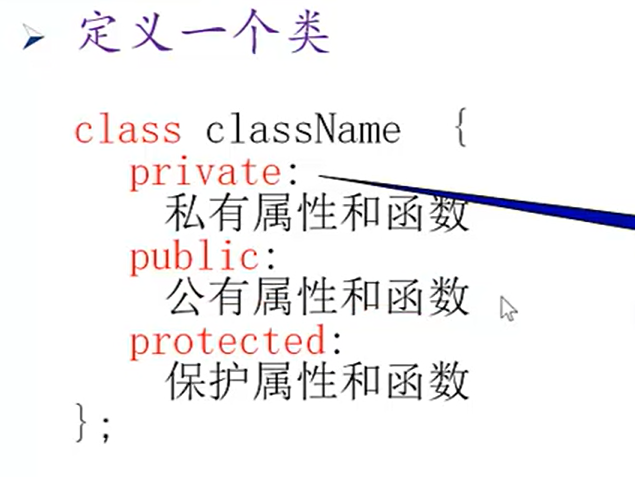 定义一个类
class className {
private:
私有属性和函数
public:
公有属性和函数
protected:
保护属性和函数
};